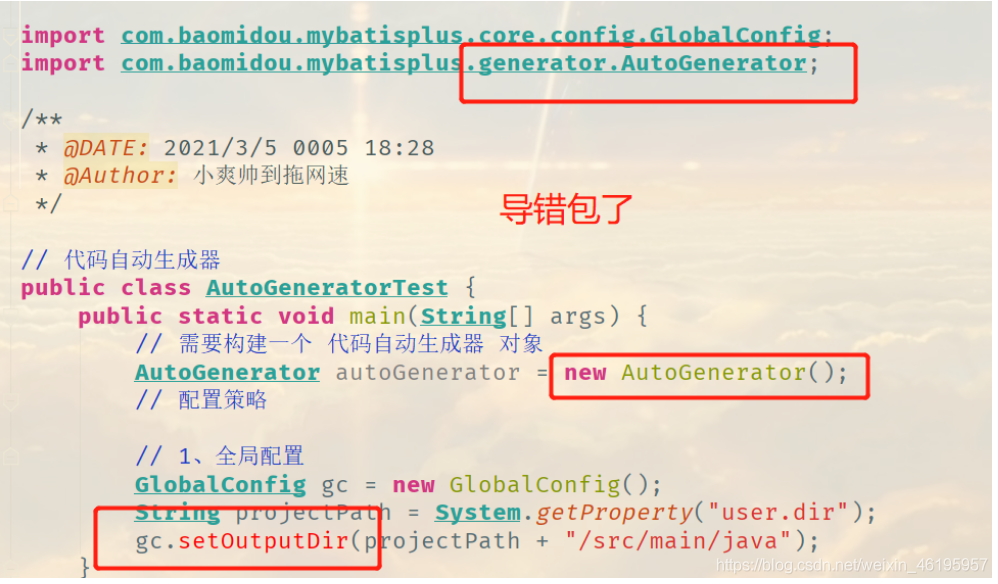 import com.baomidou.mybatisplus.core.config.GlobalConfig;
import com.baomidou.mybatisplus.generator.AutoGenerator;
/**
* @DATE: 2021/3/5 0005 18:28
* @Author: 小爽帅到拖网速
*/
导错包了
// 代码自动生成器
public class AutoGeneratorTest {
public static void main(String[] args) {
// 需要构建一个 代码自动生成器 对象
AutoGenerator autoGenerator = new AutoGenerator();
// 配置策略
// 1、全局配置
GlobalConfig gc = new GlobalConfig();
String projectPath = System.getProperty("user.dir");
gc.setOutputDir(projectPath + "/src/main/java");
}
https://blog.csdn.net/weixin_46195957